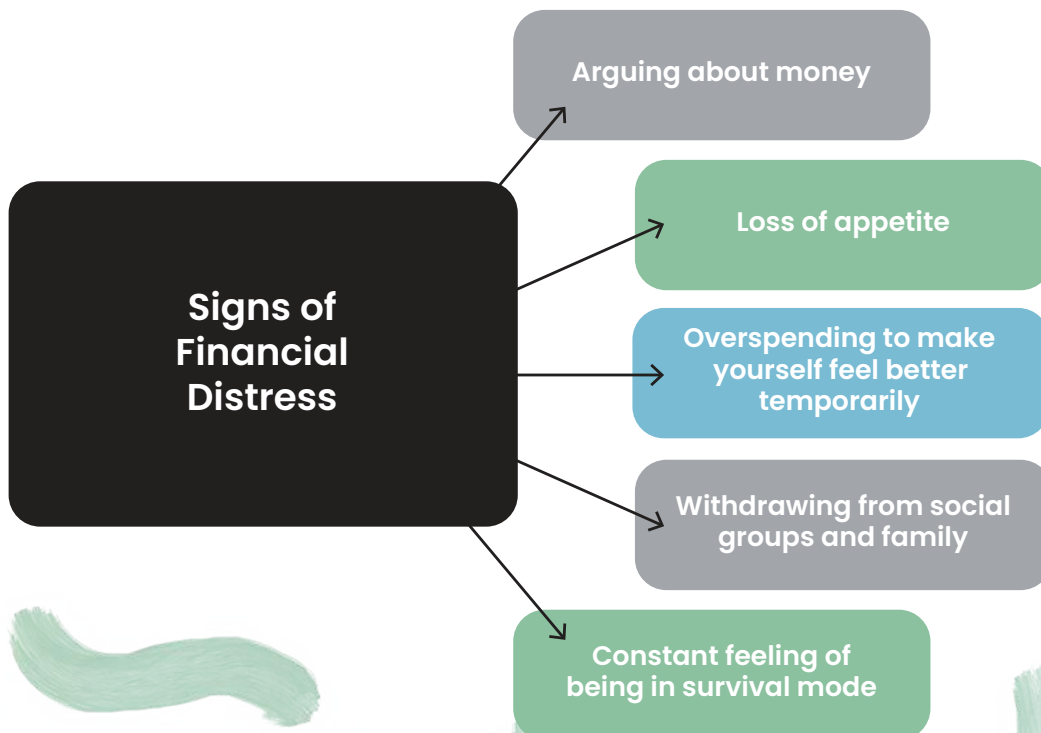 Arguing about money
Loss of appetite
Signs of
Financial
Distress
Overspending to make
yourself feel better
temporarily
Withdrawing from social
groups and family
Constant feeling of
being in survival mode